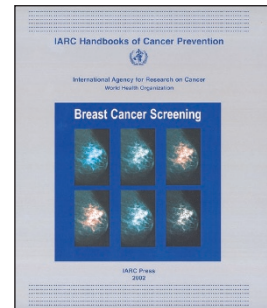 IARC Handbooks of Cancer Prevention
International Agency for Research on Cancer
World Health Organization
Breast Cancer Screening
IARC Press
2002